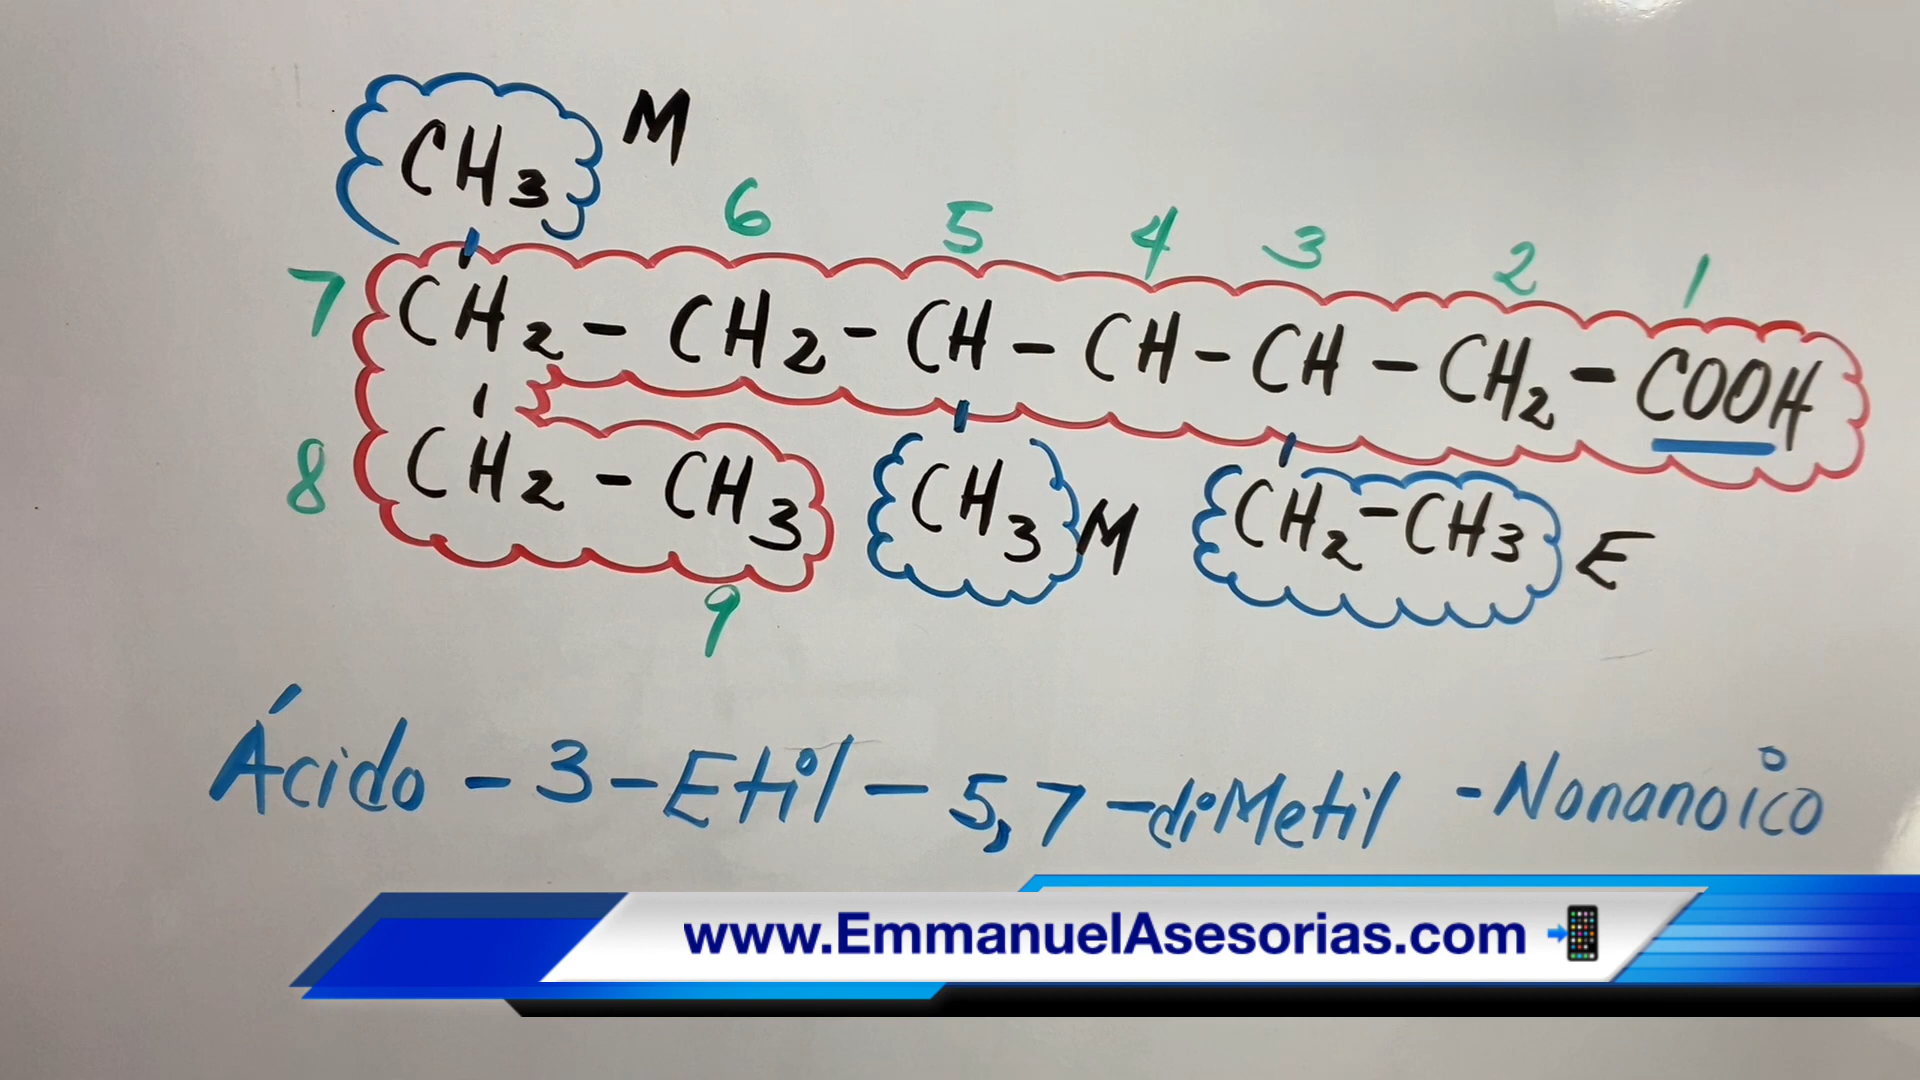 CH3 M
6 5 4 3 2 1
7 CH2 - CH2 - CH - CH - CH - CH2 - COOH
8 CH2 - CH3 CH3 M CH2 - CH3 E
9
Ácido - 3 - Etil - 5,7 - diMetil - Nonanoico
www.EmmanuelAsesorias.com